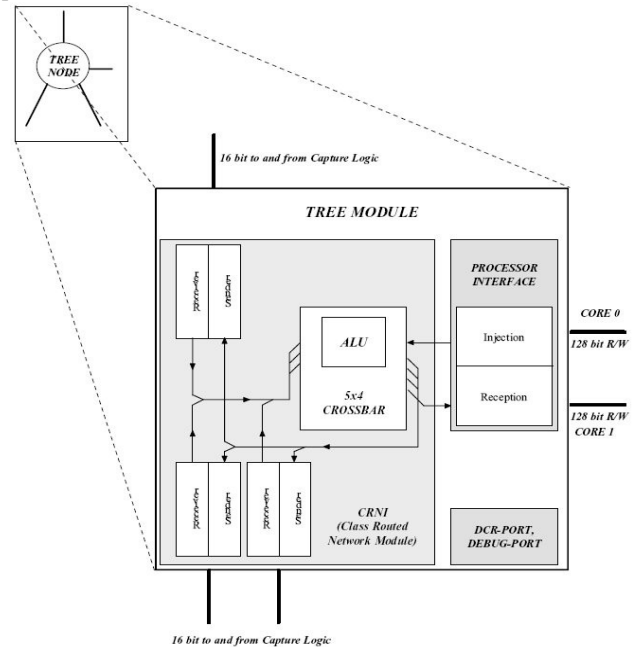 TREE
NODE
16 bit to and from Capture Logic
TREE MODULE
PROCESSOR
INTERFACE
CORE 0
ALU
Injection
128 bit R/W
5x4
CROSSBAR
Reception
128 bit R/W
CORE 1
CRNI
(Class Routed
Network Module)
DCR-PORT,
DEBUG-PORT
16 bit to and from Capture Logic